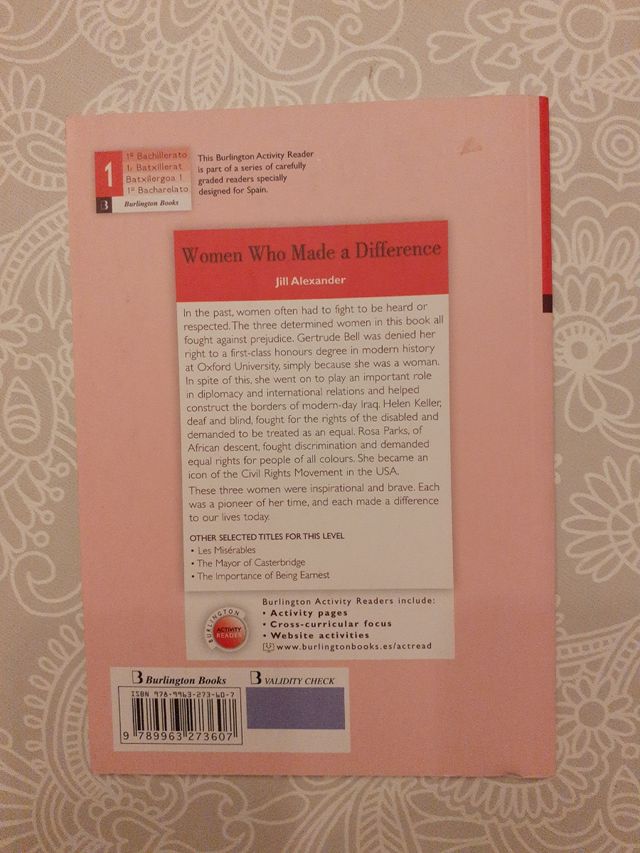 1
1º Bachillerato
1r Batxillerat
Batxilergoa 1
1º Bacharelato
B Burlington Books
This Burlington Activity Reader
is part of a series of carefully
graded readers specially
designed for Spain.
Women Who Made a Difference
Jill Alexander
In the past, women often had to fight to be heard or
respected. The three determined women in this book all
fought against prejudice. Gertrude Bell was denied her
right to a first-class honours degree in modern history
at Oxford University, simply because she was a woman.
In spite of this, she went on to play an important role
in diplomacy and international relations and helped
construct the borders of modern-day Iraq. Helen Keller,
deaf and blind, fought for the rights of the disabled and
demanded to be treated as an equal. Rosa Parks, of
African descent, fought discrimination and demanded
equal rights for people of all colours. She became an
icon of the Civil Rights Movement in the USA.
These three women were inspirational and brave. Each
was a pioneer of her time, and each made a difference
to our lives today.
OTHER SELECTED TITLES FOR THIS LEVEL
• Les Misérables
• The Mayor of Casterbridge
• The Importance of Being Earnest
BURLINGTON
ACTIVITY
READER
Burlington Activity Readers include:
• Activity pages
• Cross-curricular focus
• Website activities
www.burlingtonbooks.es/actread
B Burlington Books
ISBN 978-9963-273-60-7
9 789963 273607
B VALIDITY CHECK